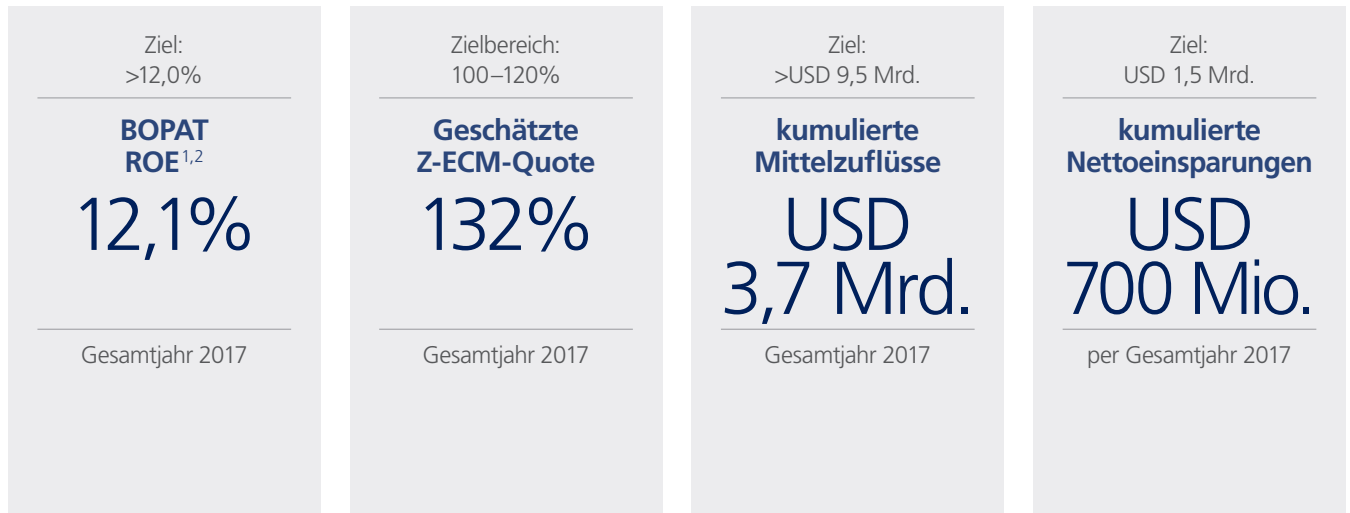 Ziel:
>12,0%
BOPAT
ROE1,2
12,1%
Gesamtjahr 2017
Zielbereich:
100–120%
Geschätzte
Z-ECM-Quote
132%
Gesamtjahr 2017
Ziel:
>USD 9,5 Mrd.
kumulierte
Mittelzuflüsse
USD
3,7 Mrd.
Gesamtjahr 2017
Ziel:
USD 1,5 Mrd.
kumulierte
Nettoeinsparungen
USD
700 Mio.
per Gesamtjahr 2017